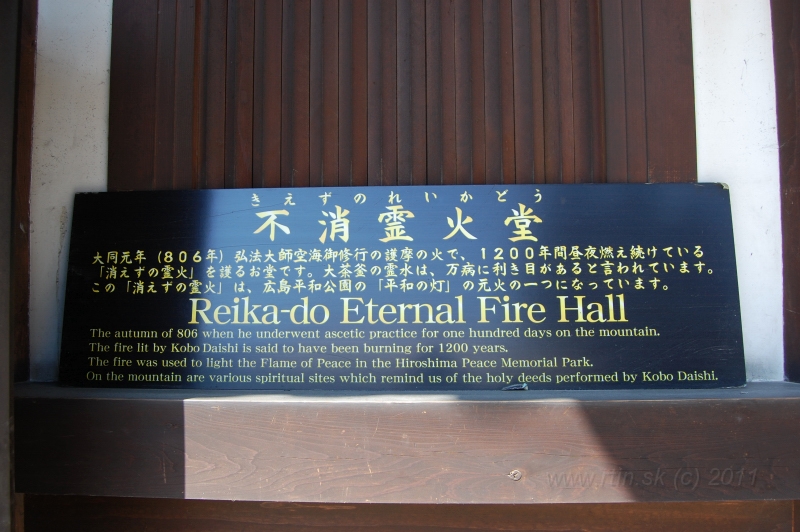 きえずのれいかどう
不消霊火堂
大同元年（８０６年）弘法大師空海御修行の護摩の火で、１２００年間昼夜燃え続けている
「消えずの霊火」を護るお堂です。大茶釜の霊水は、万病に利き目があると言われています。
この「消えずの霊火」は、広島平和公園の「平和の灯」の元火の一つになっています。
Reika-do Eternal Fire Hall
The autumn of 806 when he underwent ascetic practice for one hundred days on the mountain.
The fire lit by Kobo Daishi is said to have been burning for 1200 years.
The fire was used to light the Flame of Peace in the Hiroshima Peace Memorial Park.
On the mountain are various spiritual sites which remind us of the holy deeds performed by Kobo Daishi.
www.rtin.sk (c) 2011